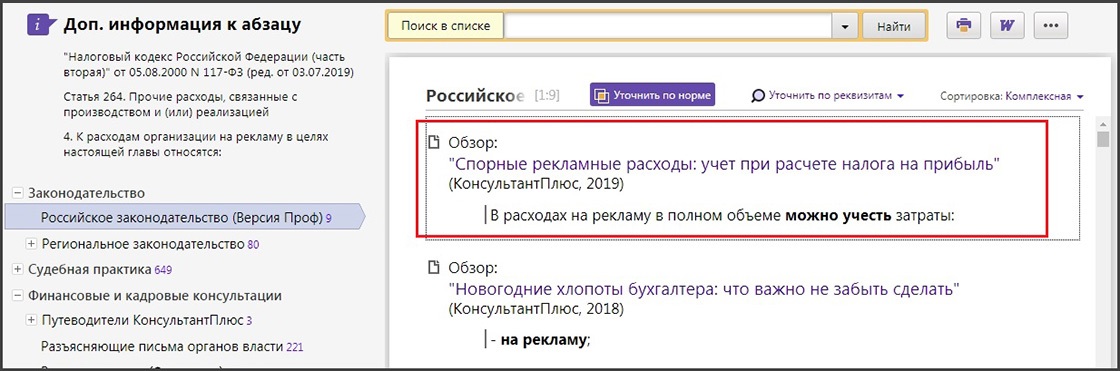 i Доп. информация к абзацу
"Налоговый кодекс Российской Федерации (часть
вторая)" от 05.08.2000 N 117-ФЗ (ред. от 03.07.2019)
Статья 264. Прочие расходы, связанные с
производством и (или) реализацией
4. К расходам организации на рекламу в целях
настоящей главы относятся:
Законодательство
Российское законодательство (Версия Проф) 9
Региональное законодательство 80
Судебная практика 649
Финансовые и кадровые консультации
Путеводители КонсультантПлюс 3
Разъясняющие письма органов власти 221
Поиск в списке Найти W
Российское [1:9] Уточнить по норме Уточнить по реквизитам Сортировка: Комплексная
Обзор:
"Спорные рекламные расходы: учет при расчете налога на прибыль"
(КонсультантПлюс, 2019)
В расходах на рекламу в полном объеме можно учесть затраты:
Обзор:
"Новогодние хлопоты бухгалтера: что важно не забыть сделать"
(КонсультантПлюс, 2018)
- на рекламу;